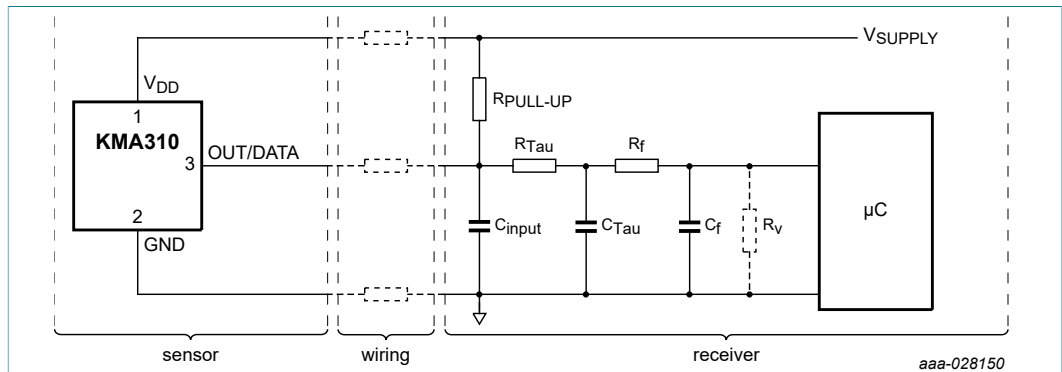 VSUPPLY
VDD
1
KMA310
3
OUT/DATA
2
GND
RPULL-UP
RTau
Rf
Cinput
CTau
Cf
Rv
µC
sensor
wiring
receiver
aaa-028150